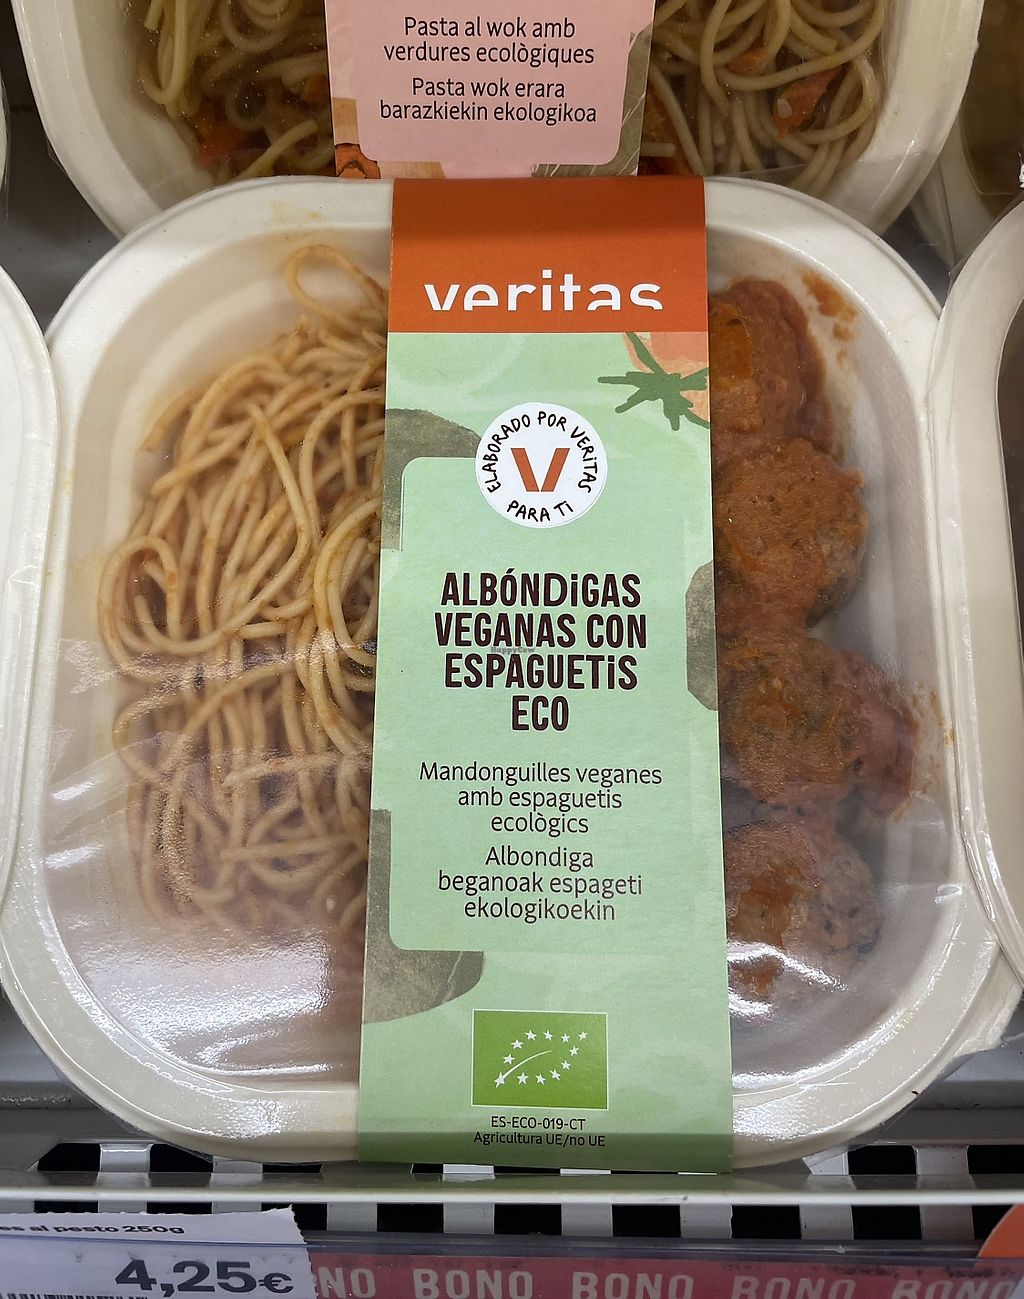 Pasta al wok amb
verdures ecològiques
Pasta wok erara
barazkiekin ekologikoa
veritas
ELABORADO POR VERiTAS
V
PARA Ti
ALBÓNDiGAS
VEGANAS CON
ESPAGUETiS
ECO
HappyCow
Mandonguilles veganes
amb espaguetis
ecològics
Albondiga
beganoak espageti
ekologikoekin
ES-ECO-019-CT
Agricultura UE/no UE
al pesto 250g
4,25€
BONO BONO BONO BONO